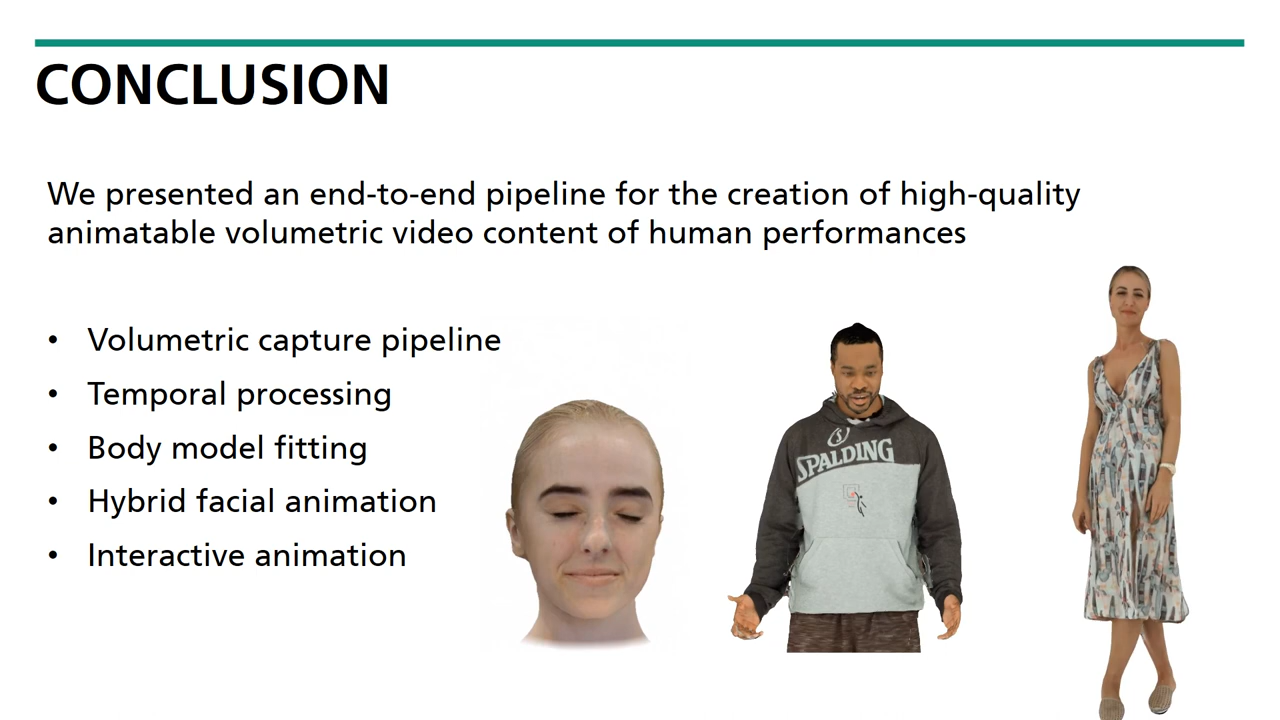 CONCLUSION
We presented an end-to-end pipeline for the creation of high-quality
animatable volumetric video content of human performances
• Volumetric capture pipeline
• Temporal processing
• Body model fitting
• Hybrid facial animation
• Interactive animation
SPALDING